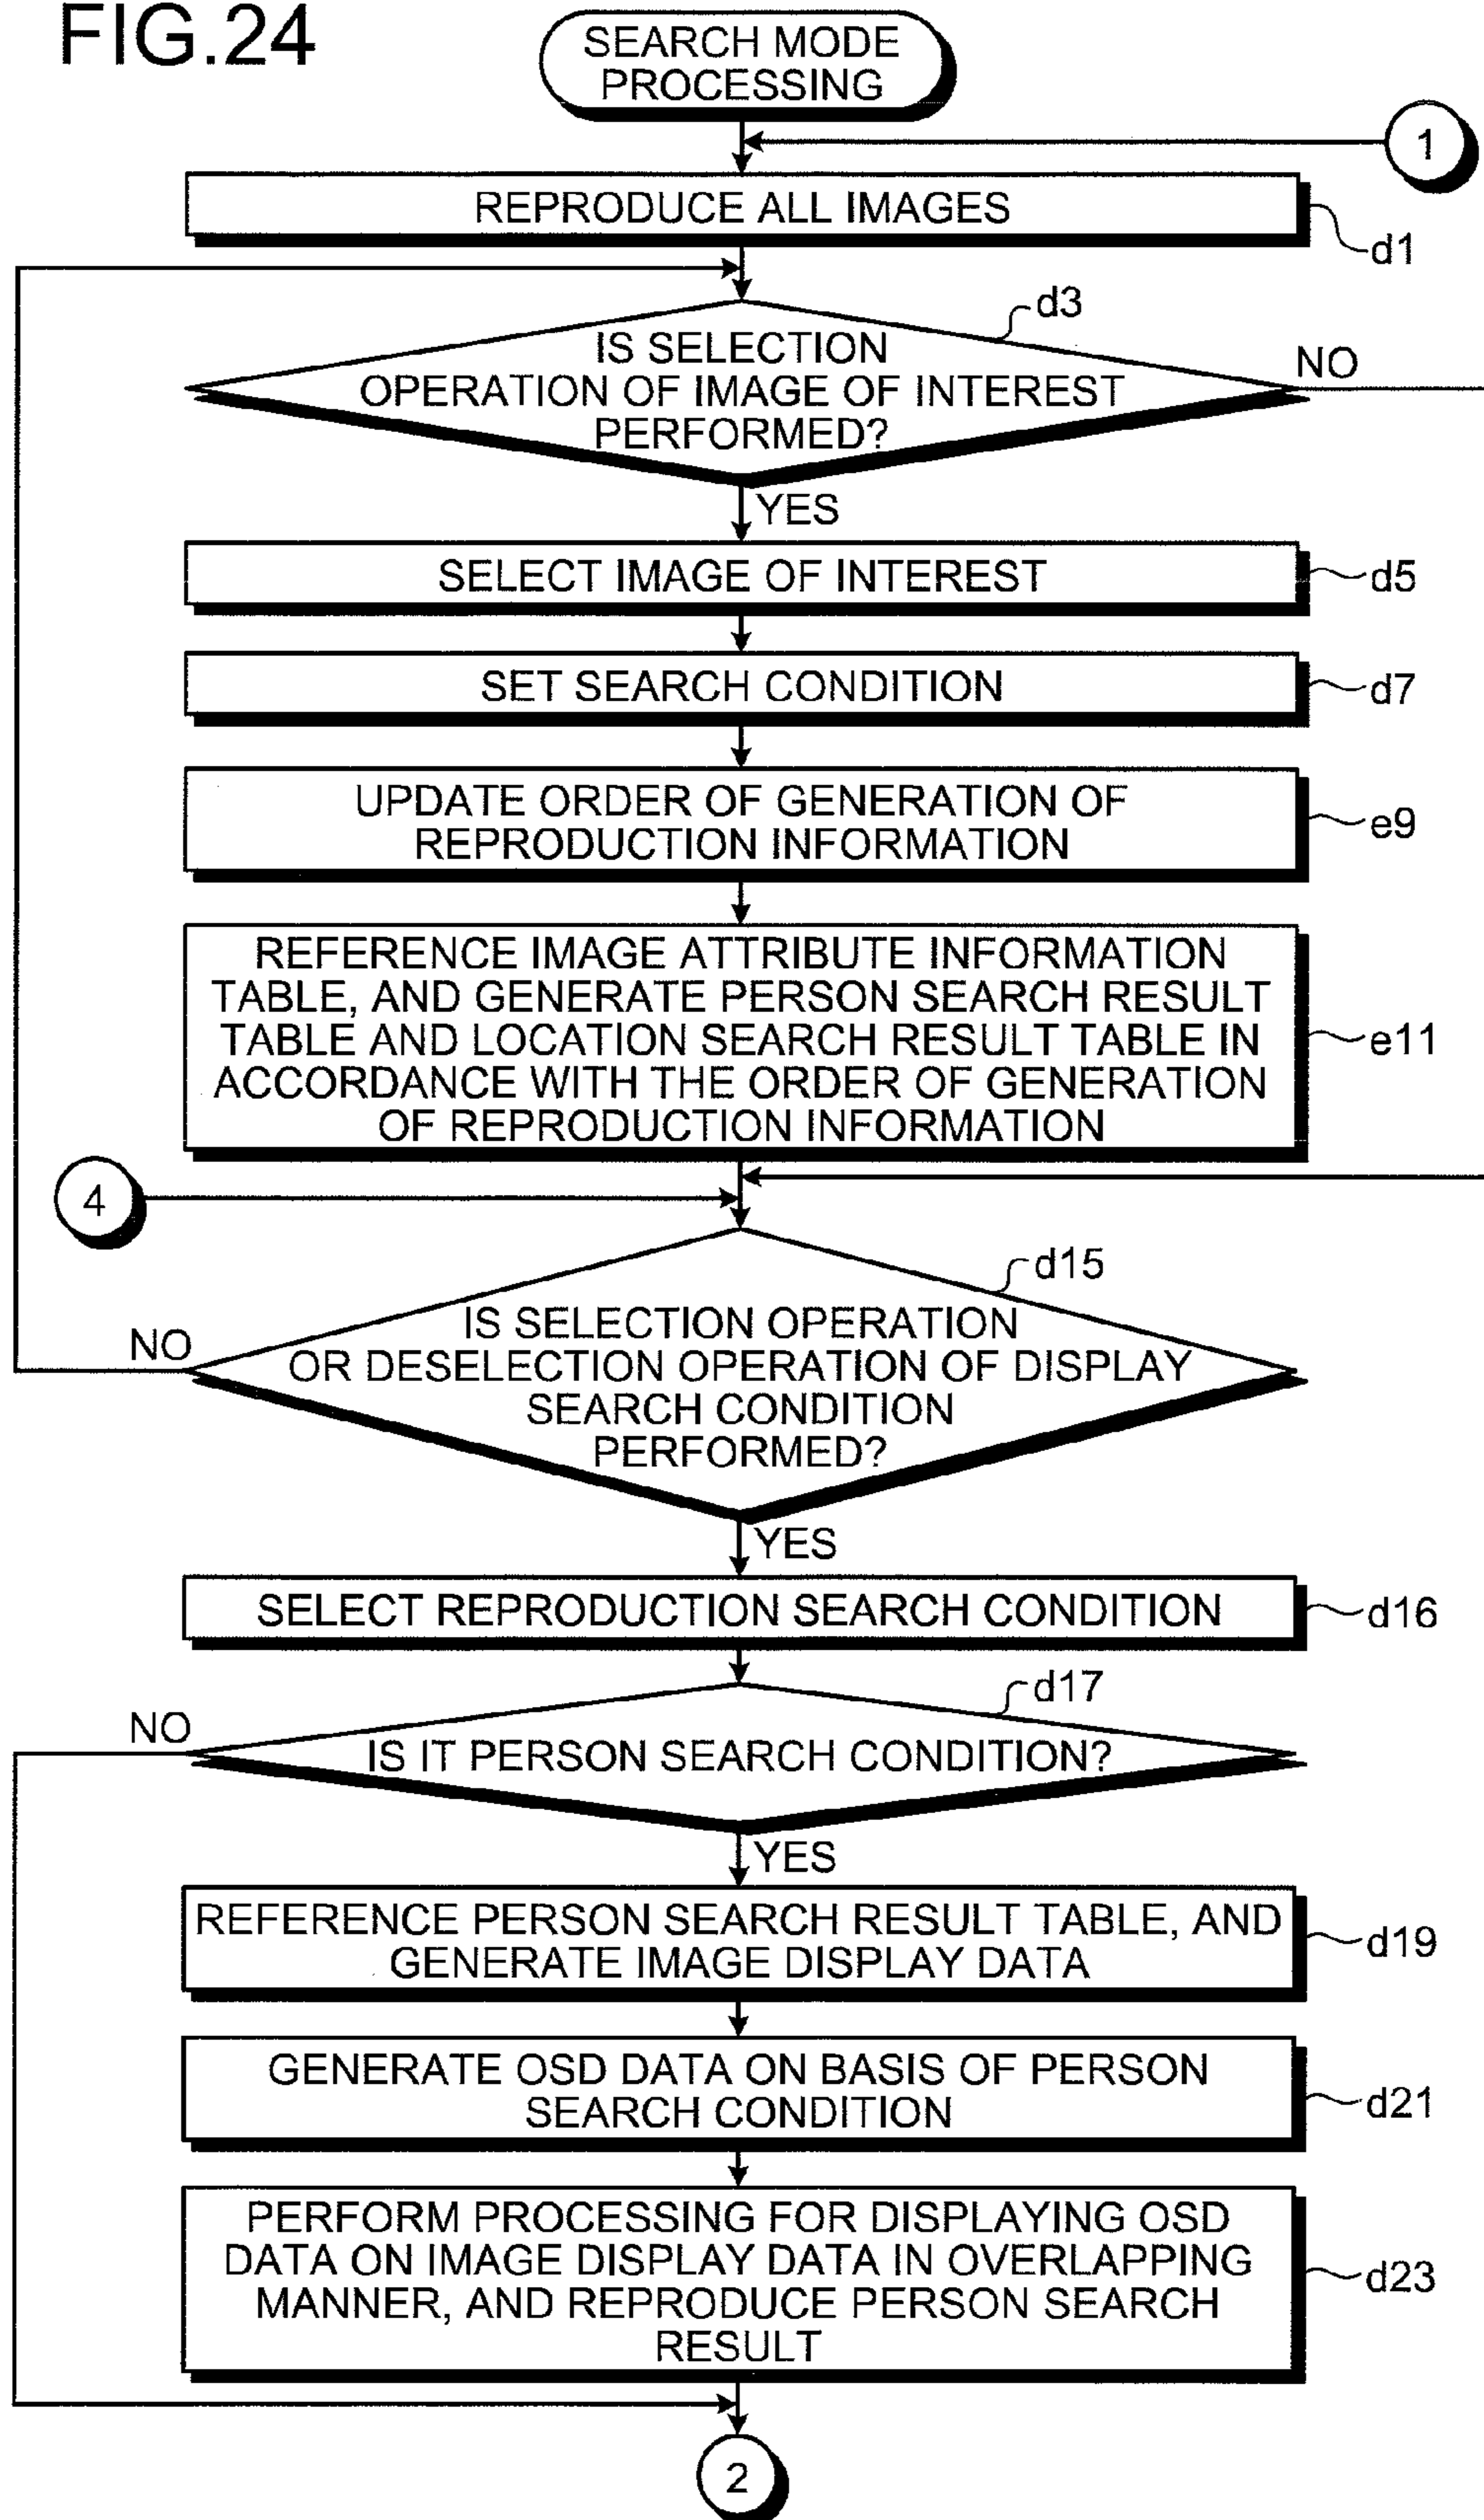 FIG.24
SEARCH MODE
PROCESSING
1
REPRODUCE ALL IMAGES
d1
d3
IS SELECTION
OPERATION OF IMAGE OF INTEREST
PERFORMED?
NO
YES
SELECT IMAGE OF INTEREST
d5
SET SEARCH CONDITION
d7
UPDATE ORDER OF GENERATION OF
REPRODUCTION INFORMATION
e9
REFERENCE IMAGE ATTRIBUTE INFORMATION
TABLE, AND GENERATE PERSON SEARCH RESULT
TABLE AND LOCATION SEARCH RESULT TABLE IN
ACCORDANCE WITH THE ORDER OF GENERATION
OF REPRODUCTION INFORMATION
e11
4
d15
IS SELECTION OPERATION
OR DESELECTION OPERATION OF DISPLAY
SEARCH CONDITION
PERFORMED?
NO
YES
SELECT REPRODUCTION SEARCH CONDITION
d16
d17
NO
IS IT PERSON SEARCH CONDITION?
YES
REFERENCE PERSON SEARCH RESULT TABLE, AND
GENERATE IMAGE DISPLAY DATA
d19
GENERATE OSD DATA ON BASIS OF PERSON
SEARCH CONDITION
d21
PERFORM PROCESSING FOR DISPLAYING OSD
DATA ON IMAGE DISPLAY DATA IN OVERLAPPING
MANNER, AND REPRODUCE PERSON SEARCH
RESULT
d23
2